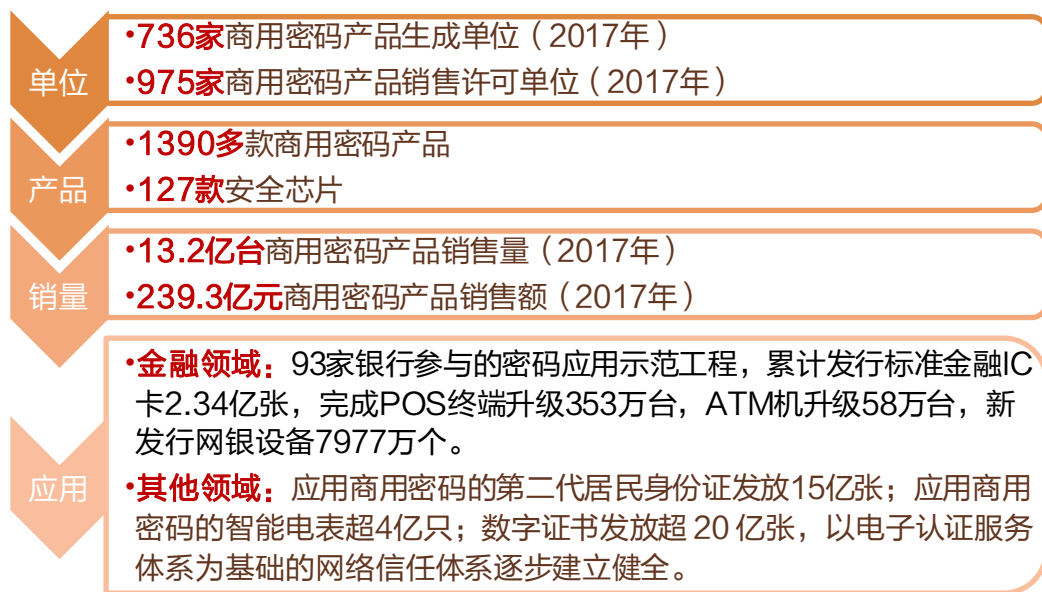 单位
•736家商用密码产品生成单位（2017年）
•975家商用密码产品销售许可单位（2017年）
产品
•1390多款商用密码产品
•127款安全芯片
销量
•13.2亿台商用密码产品销售量（2017年）
•239.3亿元商用密码产品销售额（2017年）
应用
•金融领域：93家银行参与的密码应用示范工程，累计发行标准金融IC
卡2.34亿张，完成POS终端升级353万台，ATM机升级58万台，新
发行网银设备7977万个。
•其他领域：应用商用密码的第二代居民身份证发放15亿张；应用商用
密码的智能电表超4亿只；数字证书发放超 20 亿张，以电子认证服务
体系为基础的网络信任体系逐步建立健全。